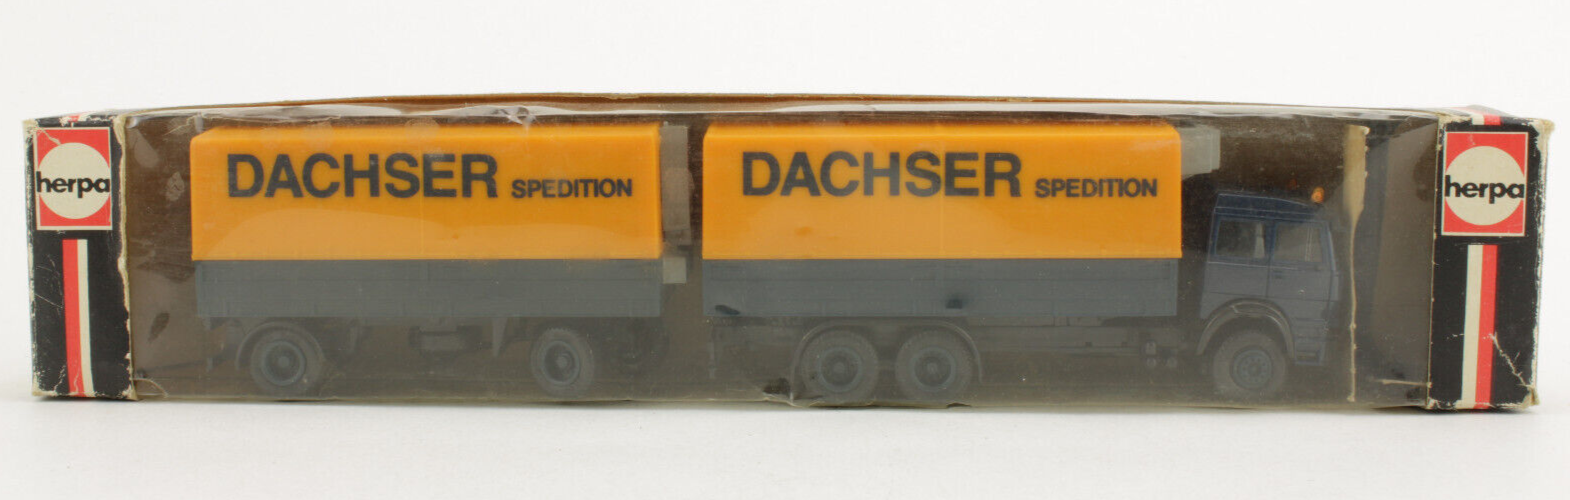 herpa
DACHSER SPEDITION
DACHSER SPEDITION
herpa